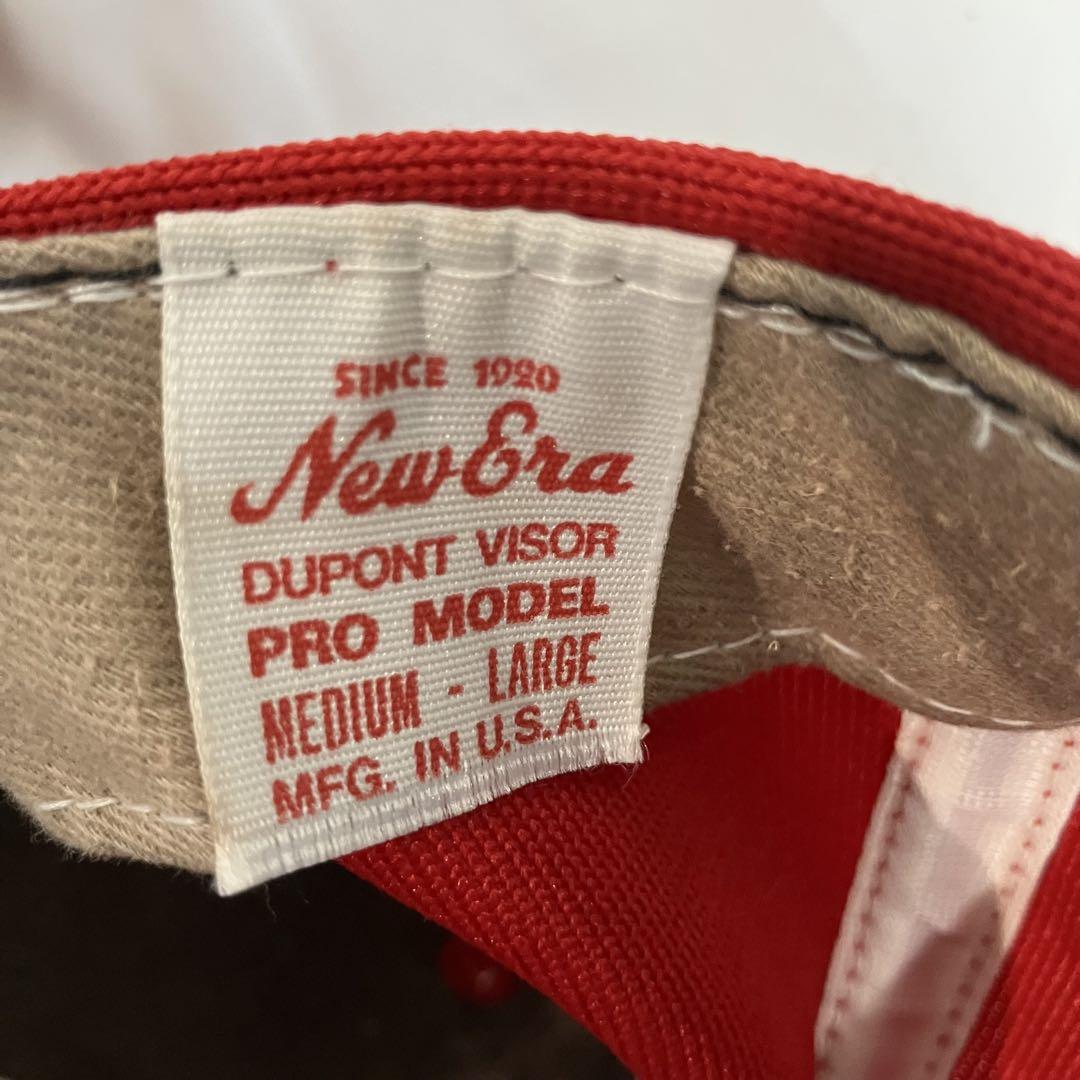 SINCE 1920
New Era
DUPONT VISOR
PRO MODEL
MEDIUM - LARGE
MFG. IN U.S.A.